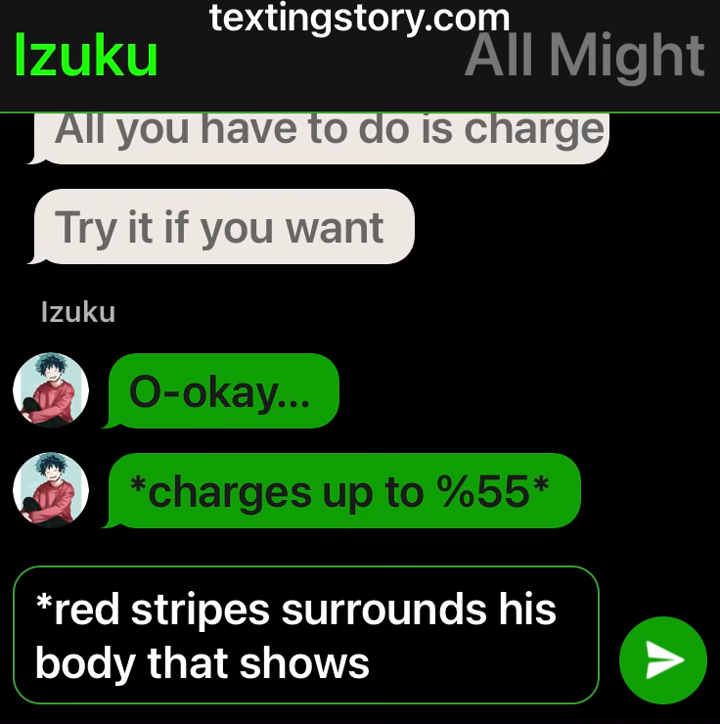 textingstory.com
Izuku
All Might
All you have to do is charge
Try it if you want
Izuku
O-okay...
*charges up to %55*
*red stripes surrounds his
body that shows